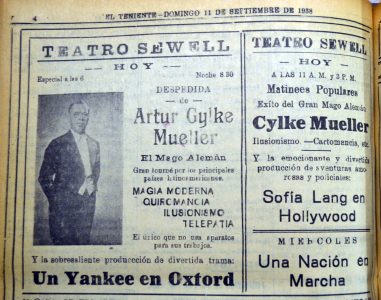 4
EL TENIENTE—DOMINGO 11 DE SEPTIEMBRE DE 1938
TEATRO SEWELL
HOY
Especial a las 6
Noche 8.30
DESPEDIDA
de
Artur Cylke
Mueller
El Mago Alemán
Gran tournée por los principales
países latinoamericanos.
MAGIA MODERNA
QUIROMANCIA
ILUSIONISMO
TELEPATIA
El único que no usa aparatos
para sus trabajos.
Y la sobresaliente producción de divertida trama:
Un Yankee en Oxford
TEATRO SEWELL
HOY
A LAS 11 A. M. y 3 P. M.
Matinees Populares
Exito del Gran Mago Alemán
Cylke Mueller
Ilusionismo.—Cartomancia, etc.
Y la emocionante y divertida
producción de aventuras amo-
rosas y policiales:
Sofía Lang en
Hollywood
MIERCOLES
Una Nación en
Marcha